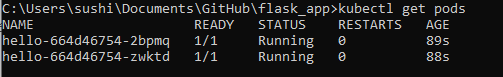 C:\Users\sushi\Documents\GitHub\flask_app>kubectl get pods
NAME READY STATUS RESTARTS AGE
hello-664d46754-2bpmq 1/1 Running 0 89s
hello-664d46754-zwktd 1/1 Running 0 88s